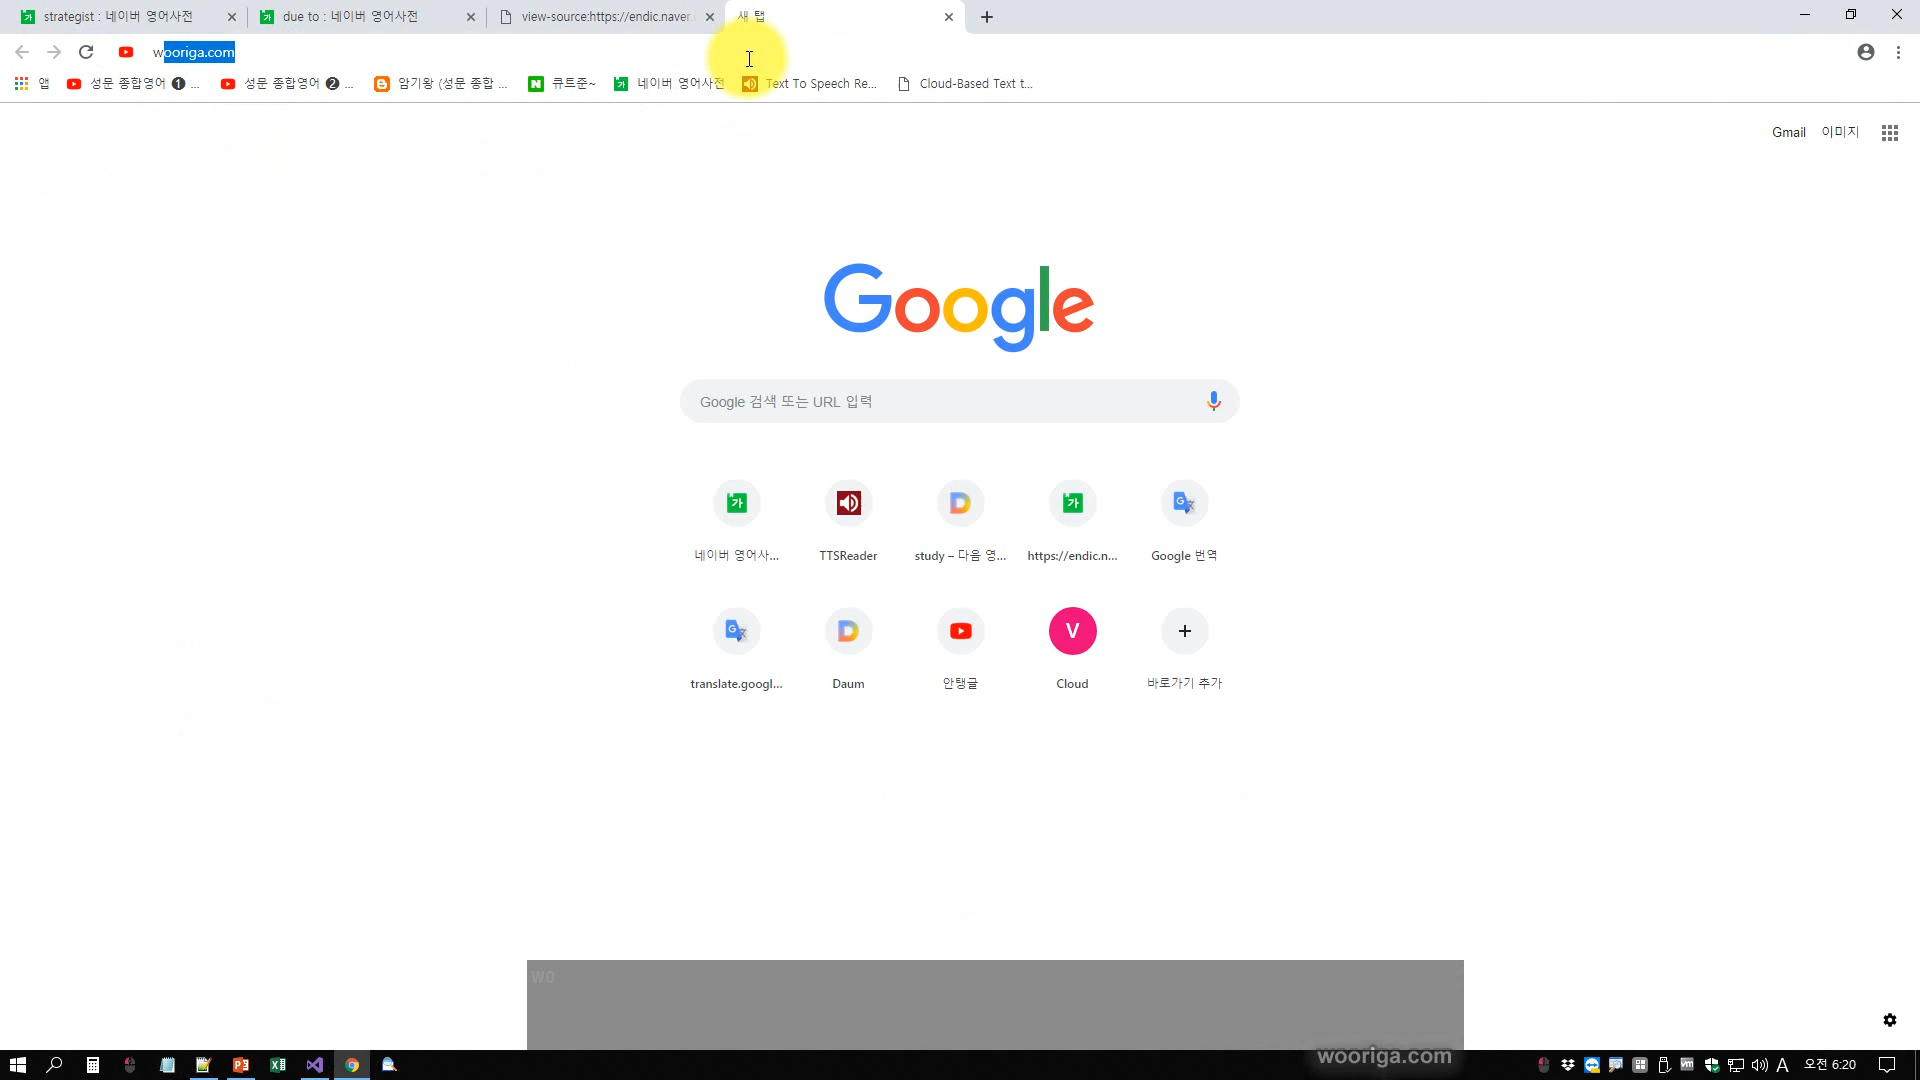 strategist : 네이버 영어사전
due to : 네이버 영어사전
view-source:https://endic.naver.
새 탭
wooriga.com
앱
성문 종합영어 ❶ ...
성문 종합영어 ❷ ...
암기왕 (성문 종합 ...
큐트준~
네이버 영어사전
Text To Speech Re...
Cloud-Based Text t...
Gmail
이미지
Google
Google 검색 또는 URL 입력
네이버 영어사...
TTSReader
study – 다음 영...
https://endic.n...
Google 번역
translate.googl...
Daum
안탱글
V
Cloud
바로가기 추가
wo
wooriga.com
A
오전 6:20